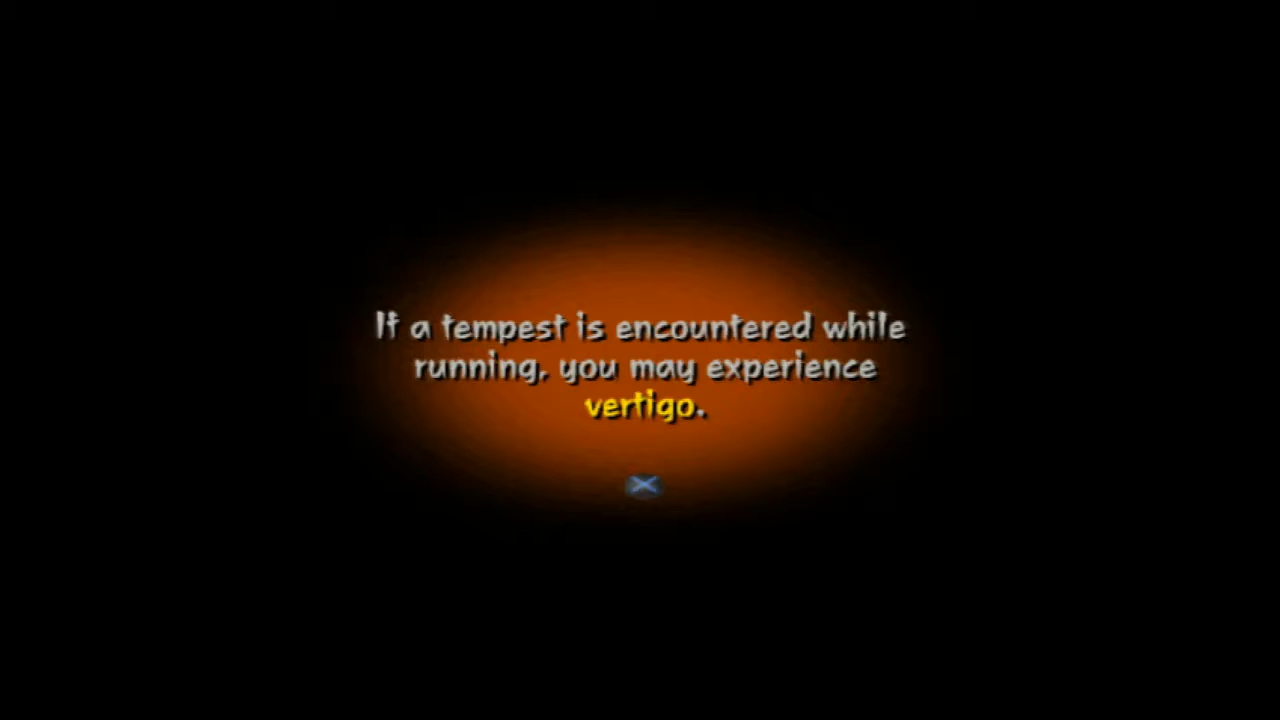 If a tempest is encountered while
running, you may experience
vertigo.